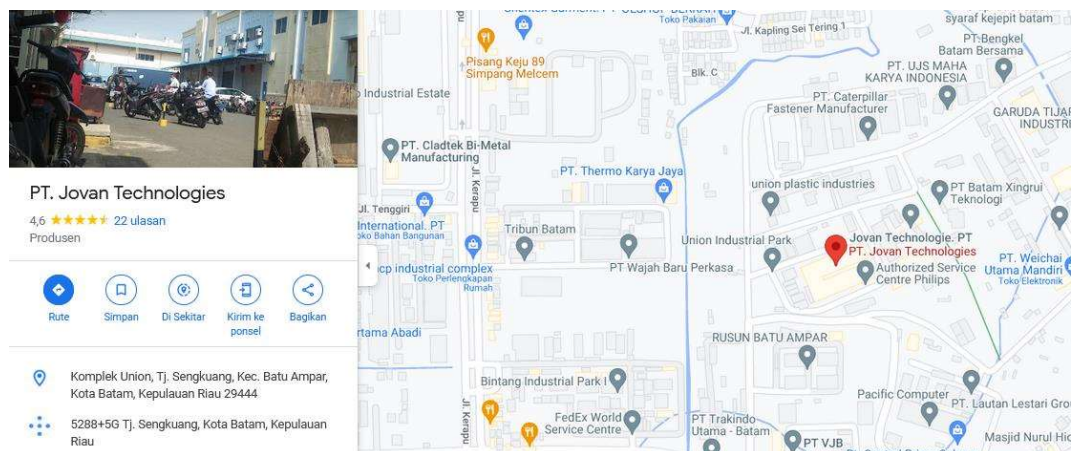 PT. Jovan Technologies
4,6
22 ulasan
Produsen
Rute
Simpan
Di Sekitar
Kirim ke
ponsel
Bagikan
Komplek Union, Tj. Sengkuang, Kec. Batu Ampar,
Kota Batam, Kepulauan Riau 29444
5288+5G Tj. Sengkuang, Kota Batam, Kepulauan
Riau
Toko Pakaian
Jl. Kapling Sei Tering 1
syaraf kejepit batam
Pisang Keju 89
Simpang Melcem
Blk. C
PT.Bengkel
Batam Bersama
PT. UJS MAHA
KARYA INDONESIA
Industrial Estate
PT. Caterpillar
Fastener Manufacturer
GARUDA TIJAR
INDUSTRI
PT. Cladtek Bi-Metal
Manufacturing
Jl. Kerapu
PT. Thermo Karya Jaya
union plastic industries
PT Batam Xingrui
Teknologi
Jl. Tenggiri
International. PT
Toko Bahan Bangunan
Tribun Batam
Union Industrial Park
Jovan Technologie. PT
PT. Jovan Technologies
PT Wajah Baru Perkasa
Authorized Service
Centre Philips
PT. Weichai
Utama Mandiri
Toko Elektronik
ncp industrial complex
Toko Perlengkapan
Rumah
rtama Abadi
RUSUN BATU AMPAR
Bintang Industrial Park I
Pacific Computer
PT. Lautan Lestari Gro
Jl. Kerapu
FedEx World
Service Centre
PT Trakindo
Utama - Batam
PT VJB
Masjid Nurul Hid